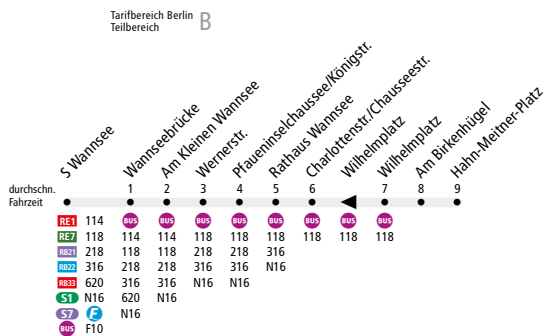 Tarifbereich Berlin B
Teilbereich
S Wannsee
Wannseebrücke
Am Kleinen Wannsee
Wernerstr.
Pfaueninselchaussee/Königstr.
Rathaus Wannsee
Charlottenstr./Chausseestr.
Wilhelmplatz
Wilhelmplatz
Am Birkenhügel
Hahn-Meitner-Platz
durchschn. 1 2 3 4 5 6 7 8 9
Fahrzeit
RE1 114 BUS BUS BUS BUS BUS BUS BUS BUS
RE7 118 114 114 118 118 118 118 118 118
RB21 218 118 118 218 218 316
RB22 316 218 218 316 316 N16
RB33 620 316 316 N16 N16
S1 N16 620 N16
S7 F N16
BUS F10